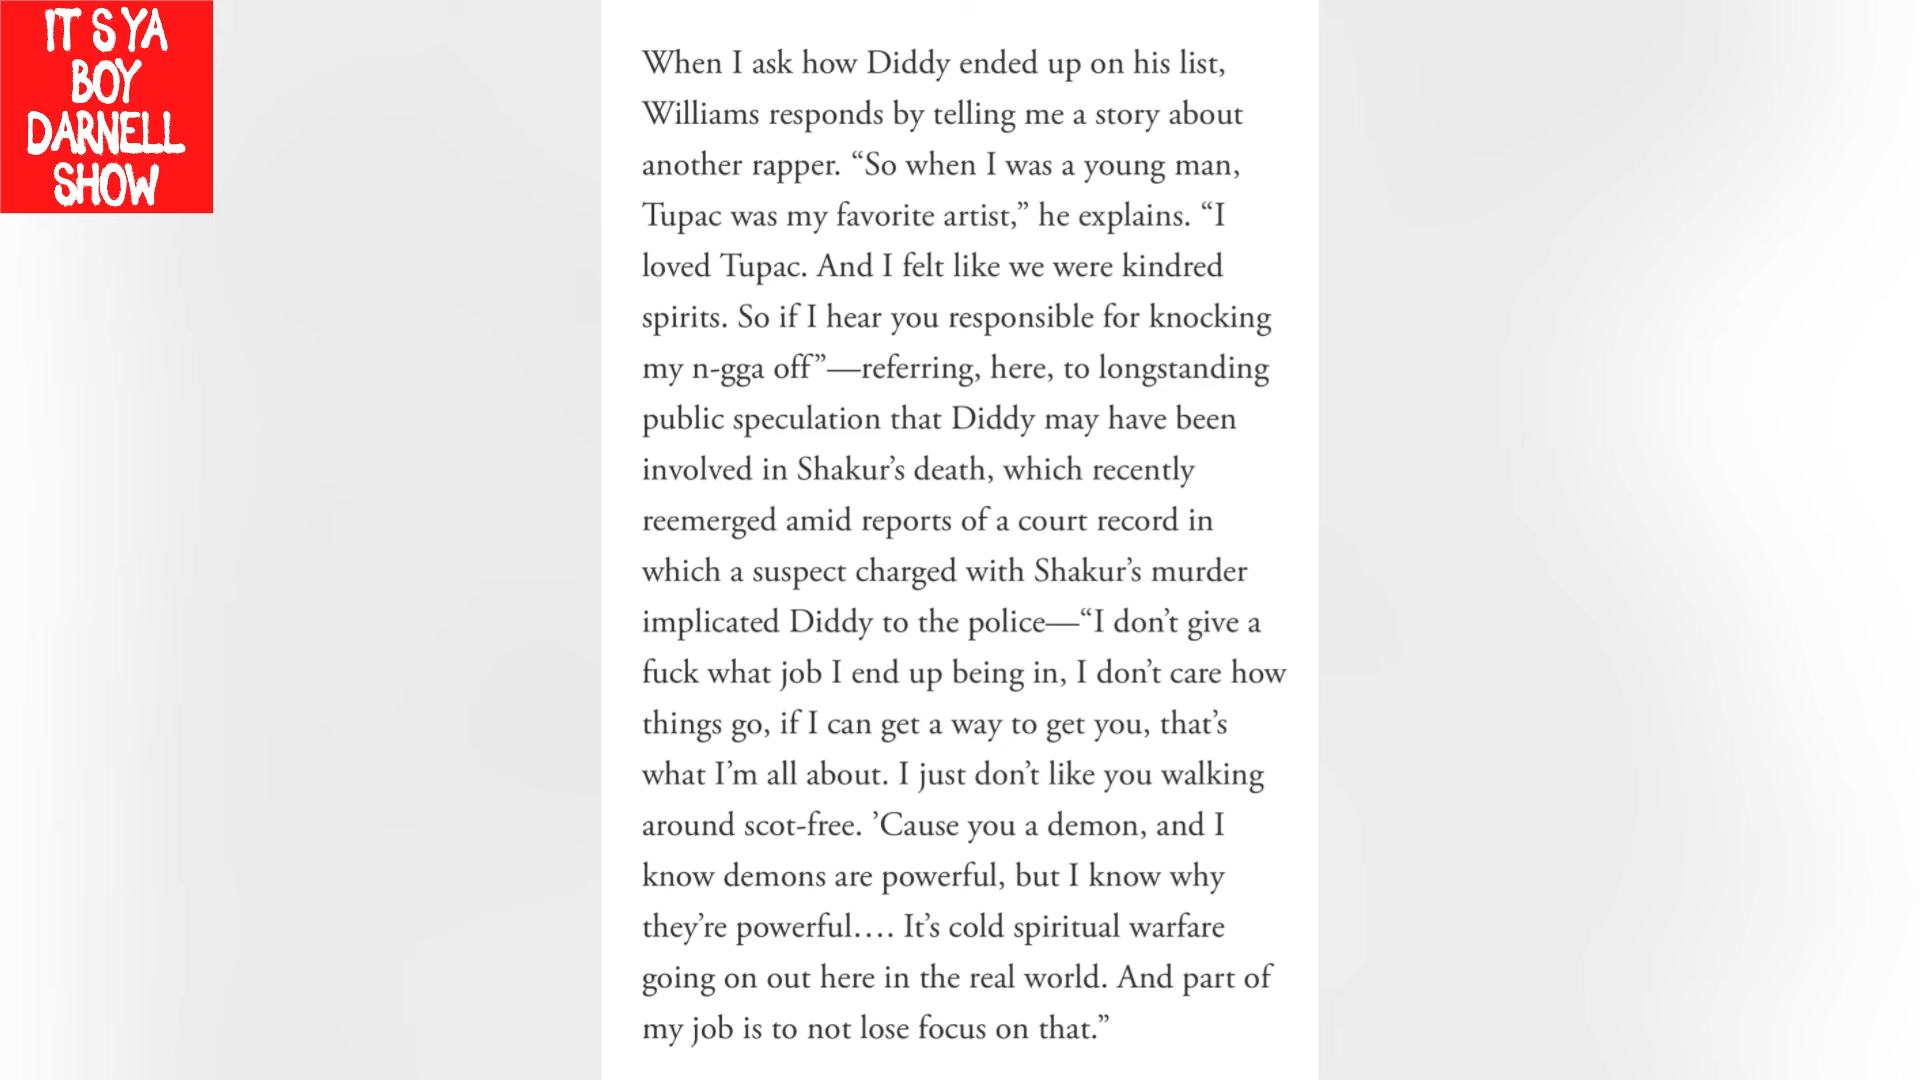 IT'S YA
BOY
DARNELL
SHOW
When I ask how Diddy ended up on his list,
Williams responds by telling me a story about
another rapper. “So when I was a young man,
Tupac was my favorite artist,” he explains. “I
loved Tupac. And I felt like we were kindred
spirits. So if I hear you responsible for knocking
my n-gga off”—referring, here, to longstanding
public speculation that Diddy may have been
involved in Shakur’s death, which recently
reemerged amid reports of a court record in
which a suspect charged with Shakur’s murder
implicated Diddy to the police—“I don’t give a
fuck what job I end up being in, I don’t care how
things go, if I can get a way to get you, that’s
what I’m all about. I just don’t like you walking
around scot-free. ’Cause you a demon, and I
know demons are powerful, but I know why
they’re powerful…. It’s cold spiritual warfare
going on out here in the real world. And part of
my job is to not lose focus on that.”